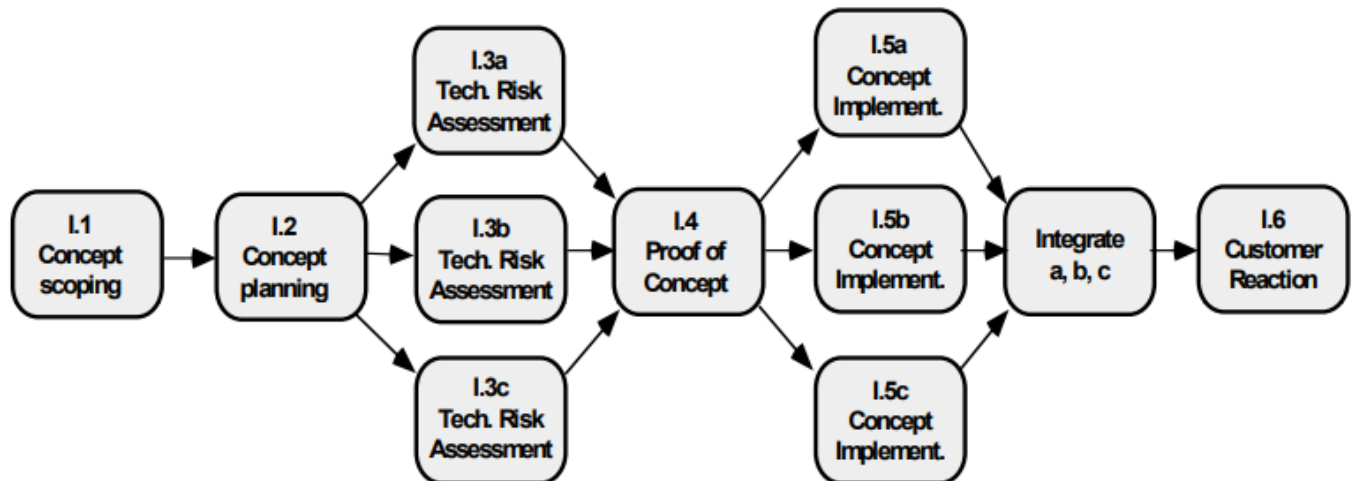 I.1
Concept
scoping
I.2
Concept
planning
I.3a
Tech. Risk
Assessment
I.3b
Tech. Risk
Assessment
I.3c
Tech. Risk
Assessment
I.4
Proof of
Concept
I.5a
Concept
Implement.
I.5b
Concept
Implement.
I.5c
Concept
Implement.
Integrate
a, b, c
I.6
Customer
Reaction